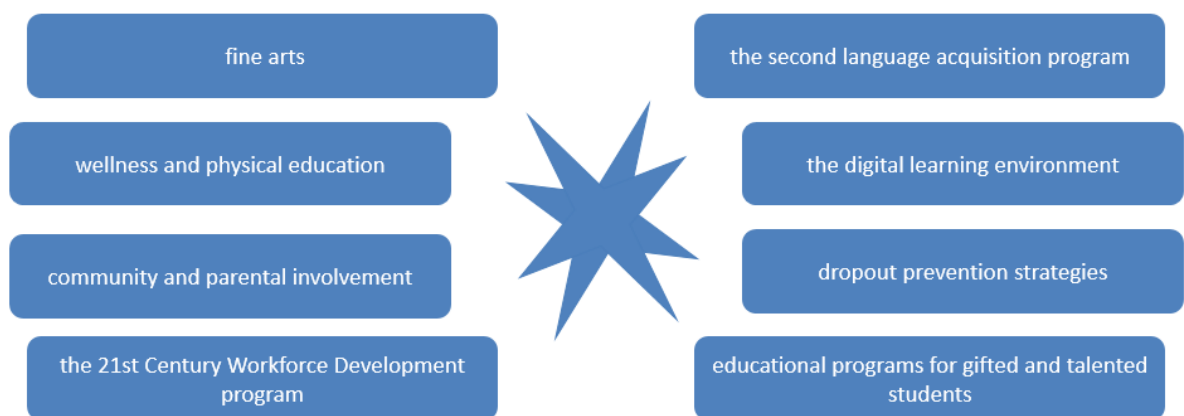 fine arts
the second language acquisition program
wellness and physical education
the digital learning environment
community and parental involvement
dropout prevention strategies
the 21st Century Workforce Development
program
educational programs for gifted and talented
students